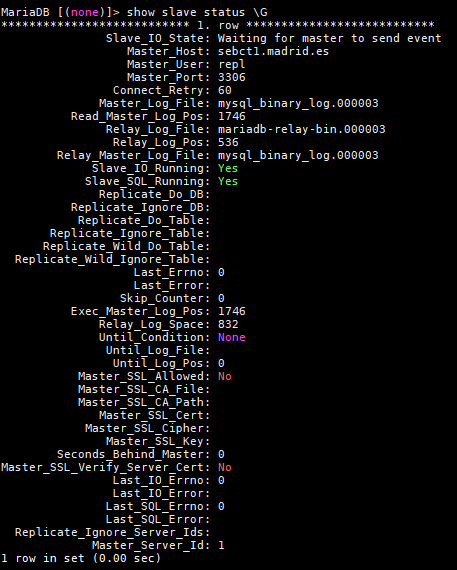 MariaDB [(none)]> show slave status \G
*************************** 1. row ***************************
Slave_IO_State: Waiting for master to send event
Master_Host: sebct1.madrid.es
Master_User: repl
Master_Port: 3306
Connect_Retry: 60
Master_Log_File: mysql_binary_log.000003
Read_Master_Log_Pos: 1746
Relay_Log_File: mariadb-relay-bin.000003
Relay_Log_Pos: 536
Relay_Master_Log_File: mysql_binary_log.000003
Slave_IO_Running: Yes
Slave_SQL_Running: Yes
Replicate_Do_DB:
Replicate_Ignore_DB:
Replicate_Do_Table:
Replicate_Ignore_Table:
Replicate_Wild_Do_Table:
Replicate_Wild_Ignore_Table:
Last_Errno: 0
Last_Error:
Skip_Counter: 0
Exec_Master_Log_Pos: 1746
Relay_Log_Space: 832
Until_Condition: None
Until_Log_File:
Until_Log_Pos: 0
Master_SSL_Allowed: No
Master_SSL_CA_File:
Master_SSL_CA_Path:
Master_SSL_Cert:
Master_SSL_Cipher:
Master_SSL_Key:
Seconds_Behind_Master: 0
Master_SSL_Verify_Server_Cert: No
Last_IO_Errno: 0
Last_IO_Error:
Last_SQL_Errno: 0
Last_SQL_Error:
Replicate_Ignore_Server_Ids:
Master_Server_Id: 1
1 row in set (0.00 sec)